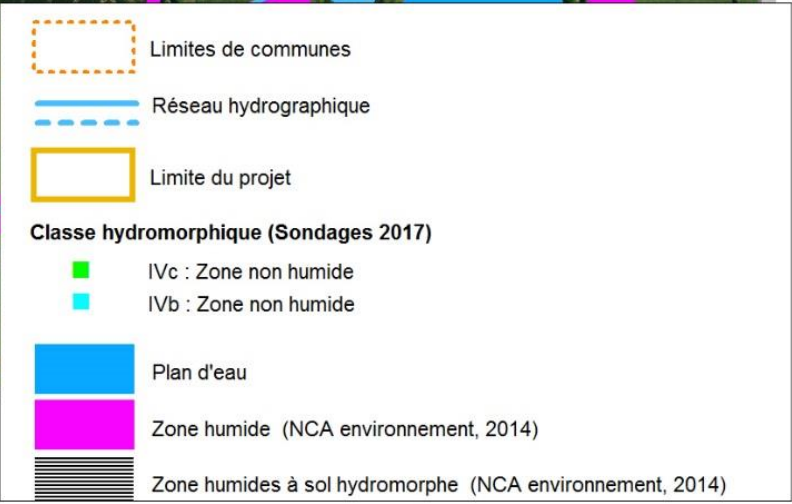 Limites de communes
Réseau hydrographique
Limite du projet
Classe hydromorphique (Sondages 2017)
IVc : Zone non humide
IVb : Zone non humide
Plan d'eau
Zone humide (NCA environnement, 2014)
Zone humides à sol hydromorphe (NCA environnement, 2014)